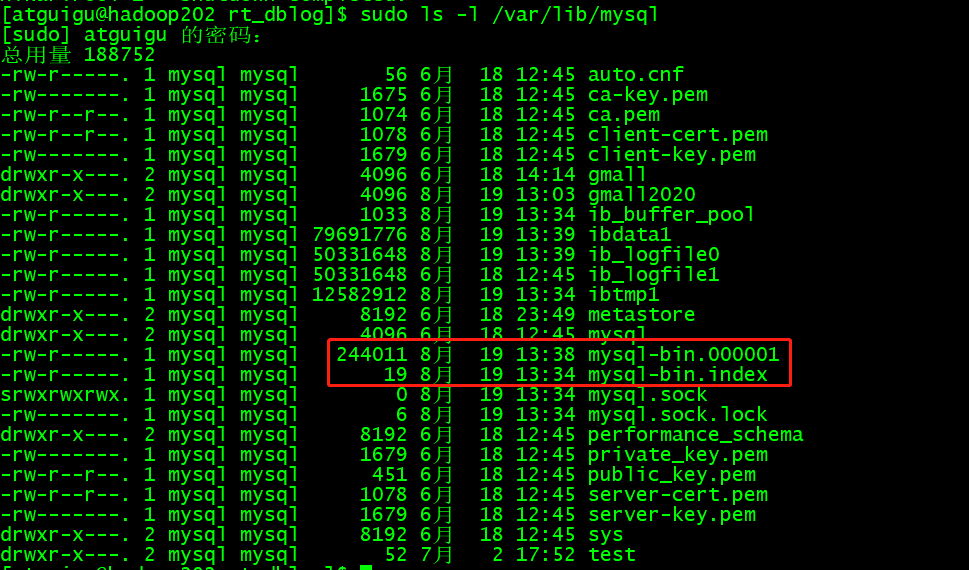 [atguigu@hadoop202 rt_dblog]$ sudo ls -l /var/lib/mysql
[sudo] atguigu 的密码：
总用量 188752
-rw-r-----. 1 mysql mysql 56 6月 18 12:45 auto.cnf
-rw-------. 1 mysql mysql 1675 6月 18 12:45 ca-key.pem
-rw-r--r--. 1 mysql mysql 1074 6月 18 12:45 ca.pem
-rw-r--r--. 1 mysql mysql 1078 6月 18 12:45 client-cert.pem
-rw-------. 1 mysql mysql 1679 6月 18 12:45 client-key.pem
drwxr-x---. 2 mysql mysql 4096 6月 18 14:14 gmall
drwxr-x---. 2 mysql mysql 4096 8月 19 13:03 gmall2020
-rw-r-----. 1 mysql mysql 1033 8月 19 13:34 ib_buffer_pool
-rw-r-----. 1 mysql mysql 79691776 8月 19 13:39 ibdata1
-rw-r-----. 1 mysql mysql 50331648 8月 19 13:39 ib_logfile0
-rw-r-----. 1 mysql mysql 50331648 6月 18 12:45 ib_logfile1
-rw-r-----. 1 mysql mysql 12582912 8月 19 13:34 ibtmp1
drwxr-x---. 2 mysql mysql 8192 6月 18 23:49 metastore
drwxr-x---. 2 mysql mysql 4096 6月 18 12:45 mysql
-rw-r-----. 1 mysql mysql 244011 8月 19 13:38 mysql-bin.000001
-rw-r-----. 1 mysql mysql 19 8月 19 13:34 mysql-bin.index
srwxrwxrwx. 1 mysql mysql 0 8月 19 13:34 mysql.sock
-rw-------. 1 mysql mysql 6 8月 19 13:34 mysql.sock.lock
drwxr-x---. 2 mysql mysql 8192 6月 18 12:45 performance_schema
-rw-------. 1 mysql mysql 1679 6月 18 12:45 private_key.pem
-rw-r--r--. 1 mysql mysql 451 6月 18 12:45 public_key.pem
-rw-r--r--. 1 mysql mysql 1078 6月 18 12:45 server-cert.pem
-rw-------. 1 mysql mysql 1679 6月 18 12:45 server-key.pem
drwxr-x---. 2 mysql mysql 8192 6月 18 12:45 sys
drwxr-x---. 2 mysql mysql 52 7月 2 17:52 test
[atguigu@hadoop202 rt_dblog]$